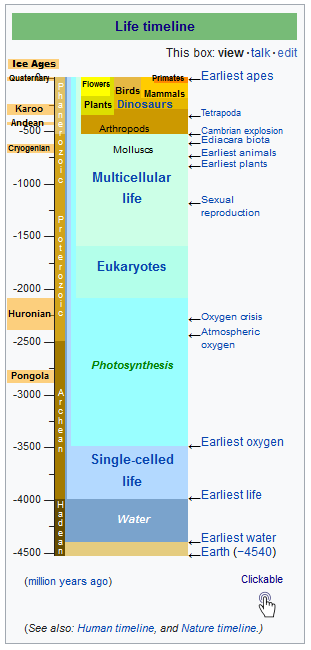 Life timeline
This box: view · talk · edit
Ice Ages
Quaternary
Karoo
Andean
Cryogenian
Huronian
Pongola
-500
-1000
-1500
-2000
-2500
-3000
-3500
-4000
-4500
Phanerozoic
Proterozoic
Archean
Hadean
Flowers
Birds
Primates
Mammals
Plants
Dinosaurs
Arthropods
Molluscs
Multicellular
life
Eukaryotes
Photosynthesis
Single-celled
life
Water
←Earliest apes
←Tetrapoda
←Cambrian explosion
←Ediacara biota
←Earliest animals
←Earliest plants
←Sexual
reproduction
←Oxygen crisis
←Atmospheric
oxygen
←Earliest oxygen
←Earliest life
←Earliest water
←Earth (−4540)
(million years ago)
Clickable
(See also: Human timeline, and Nature timeline.)